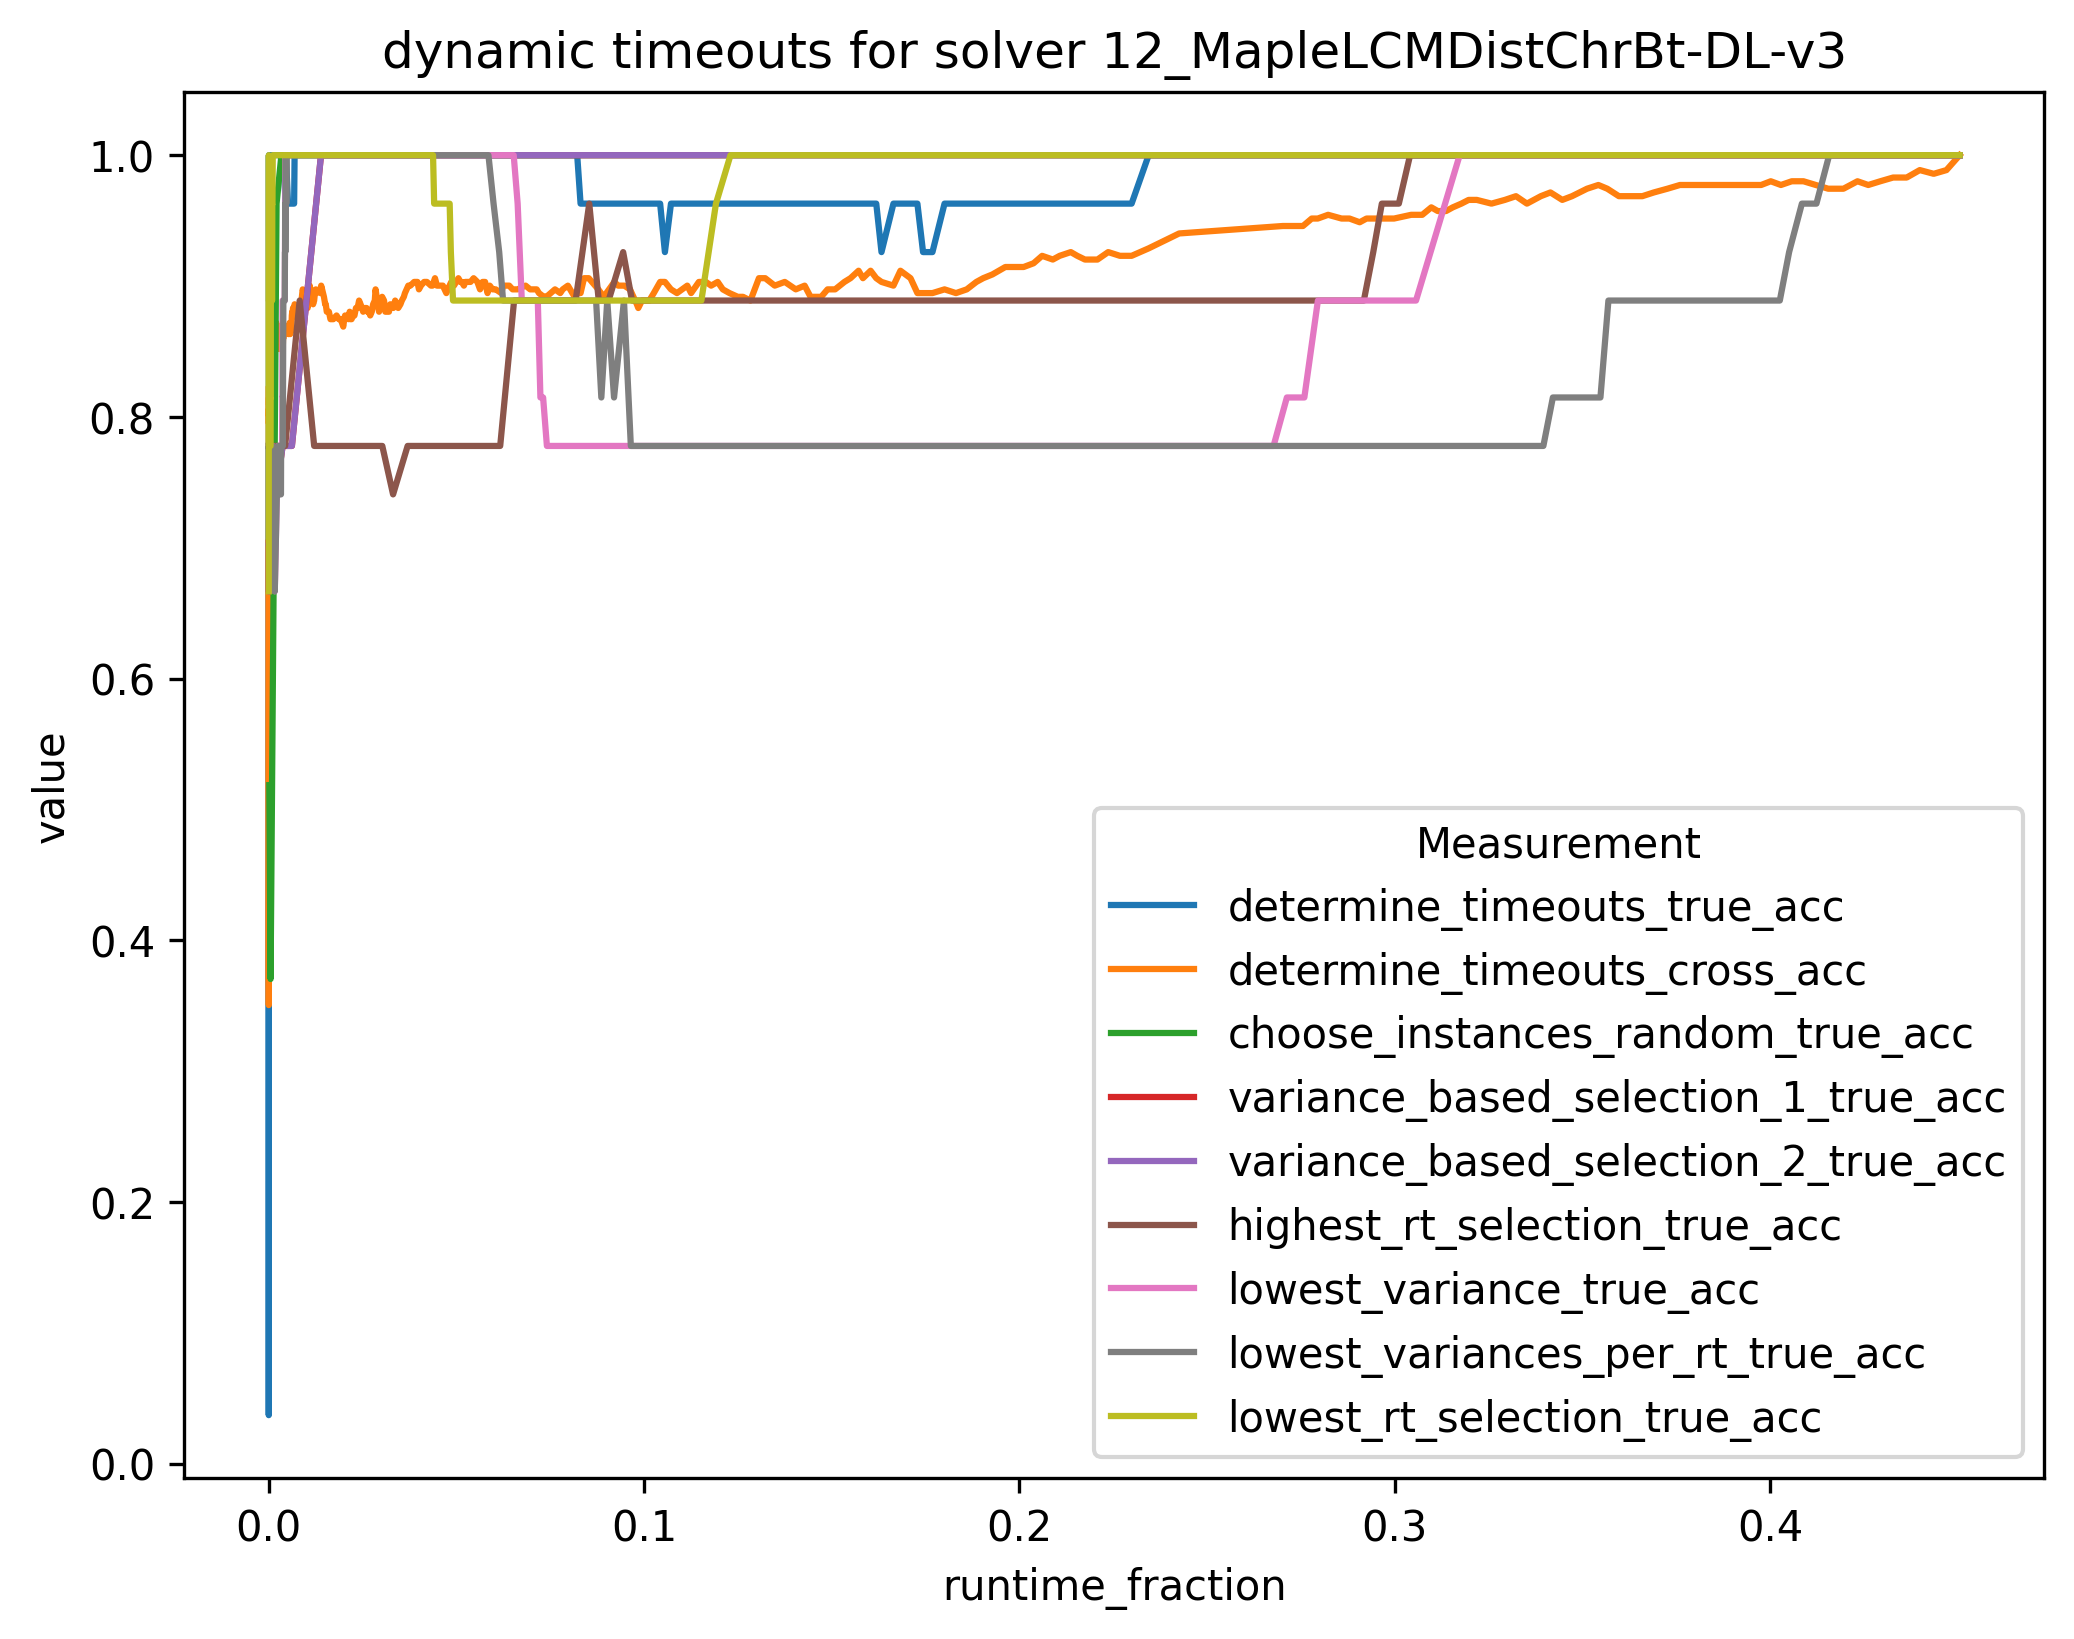 dynamic timeouts for solver 12_MapleLCMDistChrBt-DL-v3
1.0
0.8
0.6
0.4
0.2
0.0
value
0.0
0.1
0.2
0.3
0.4
runtime_fraction
Measurement
determine_timeouts_true_acc
determine_timeouts_cross_acc
choose_instances_random_true_acc
variance_based_selection_1_true_acc
variance_based_selection_2_true_acc
highest_rt_selection_true_acc
lowest_variance_true_acc
lowest_variances_per_rt_true_acc
lowest_rt_selection_true_acc